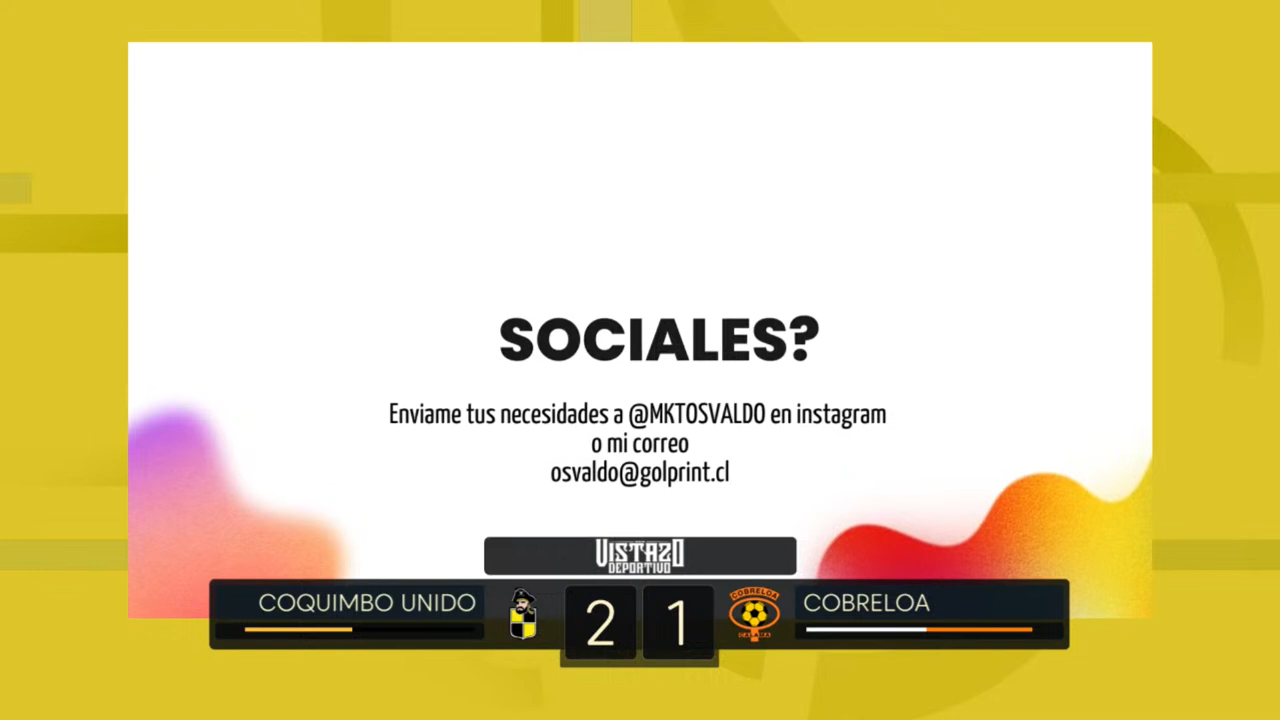 SOCIALES?
Enviame tus necesidades a @MKTOSVALDO en instagram
o mi correo
osvaldo@golprint.cl
VISTAZO
DEPORTIVO
COQUIMBO UNIDO 2 1 COBRELOA
COBRELOA
CALAMA